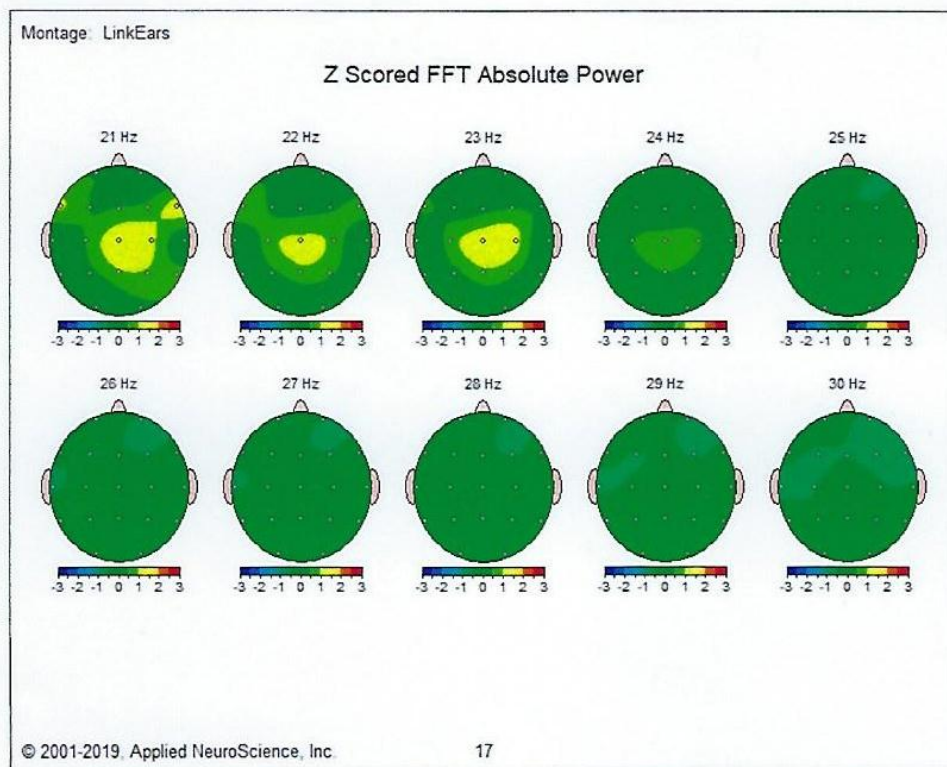 Montage: LinkEars
Z Scored FFT Absolute Power
21 Hz 22 Hz 23 Hz 24 Hz 25 Hz
-3 -2 -1 0 1 2 3 -3 -2 -1 0 1 2 3 -3 -2 -1 0 1 2 3 -3 -2 -1 0 1 2 3 -3 -2 -1 0 1 2 3
26 Hz 27 Hz 28 Hz 29 Hz 30 Hz
-3 -2 -1 0 1 2 3 -3 -2 -1 0 1 2 3 -3 -2 -1 0 1 2 3 -3 -2 -1 0 1 2 3 -3 -2 -1 0 1 2 3
© 2001-2019, Applied NeuroScience, Inc. 17